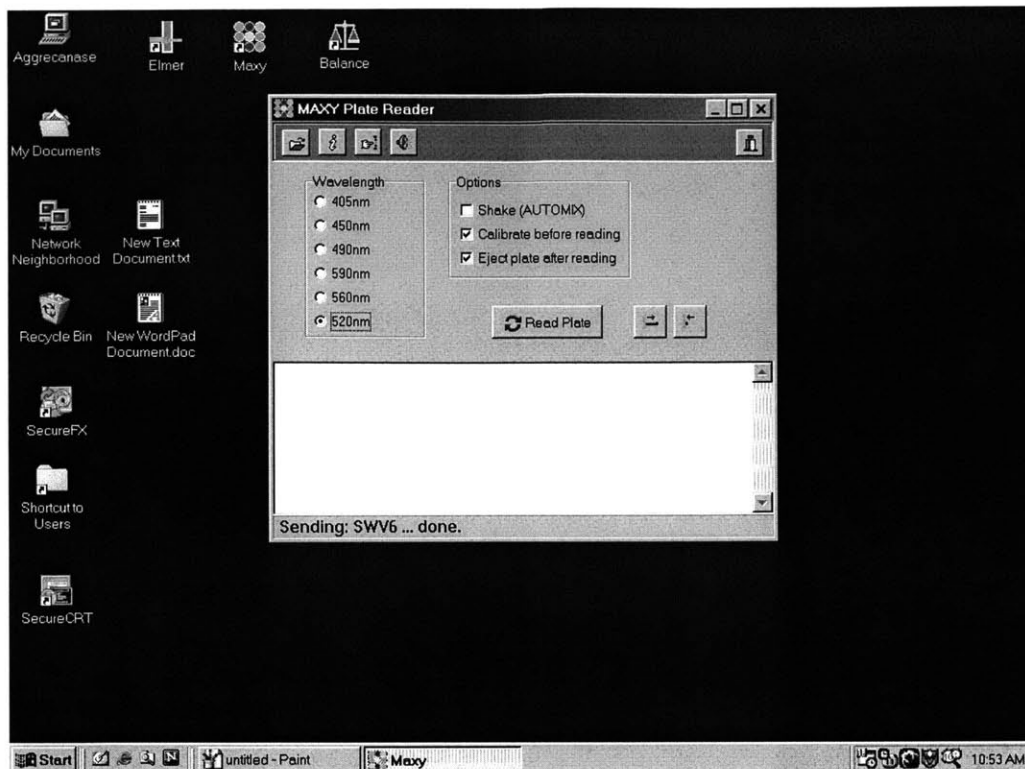 Aggrecanase
Elmer
Maxy
Balance
My Documents
Network
Neighborhood
New Text
Document.txt
Recycle Bin
New WordPad
Document.doc
SecureFX
Shortcut to
Users
SecureCRT
MAXY Plate Reader
Wavelength
405nm
450nm
490nm
590nm
560nm
520nm
Options
Shake (AUTOMIX)
Calibrate before reading
Eject plate after reading
Read Plate
Sending: SWV6 ... done.
Start
untitled - Paint
Maxy
10:53 AM